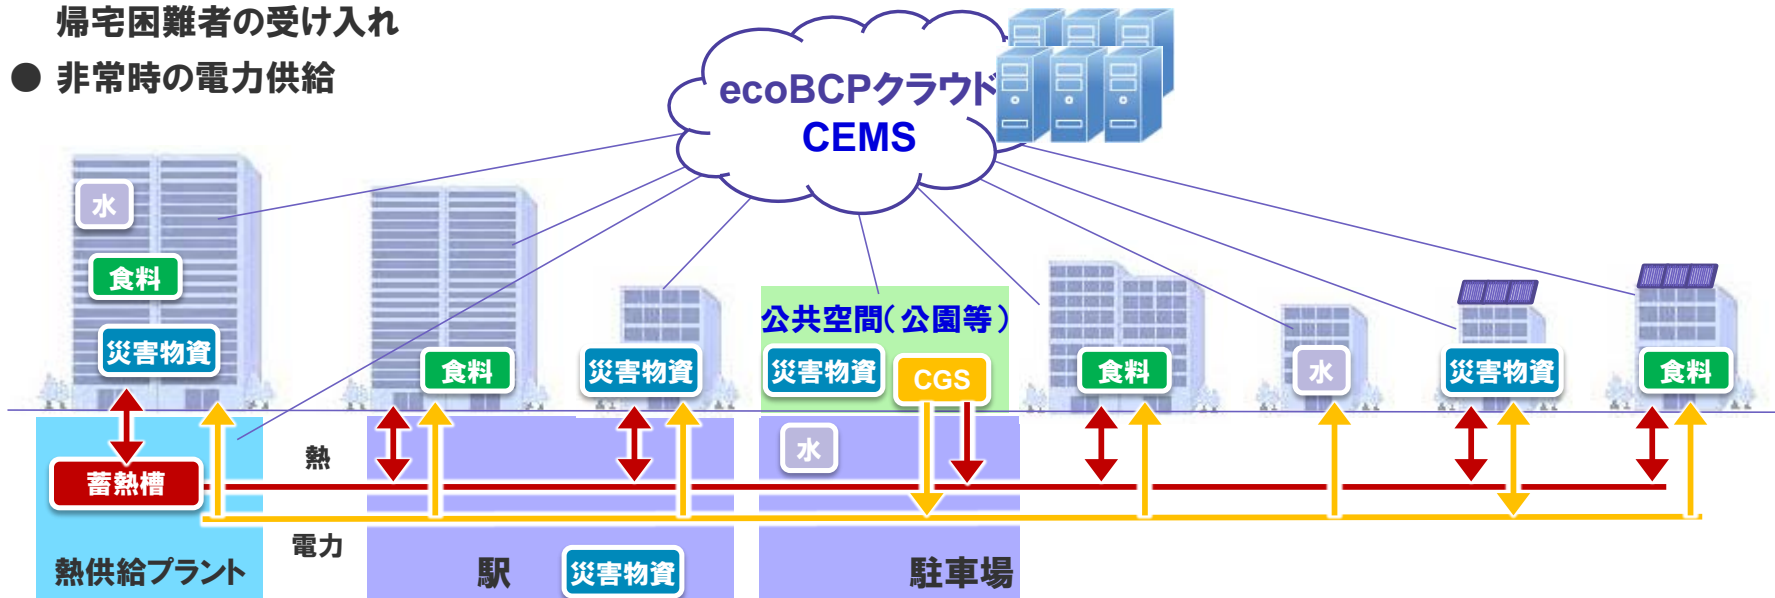 帰宅困難者の受け入れ
● 非常時の電力供給
ecoBCPクラウド
CEMS
水
食料
災害物資
食料
災害物資
公共空間（公園等）
災害物資
CGS
食料
水
災害物資
食料
蓄熱槽
熱
水
電力
熱供給プラント
駅
災害物資
駐車場